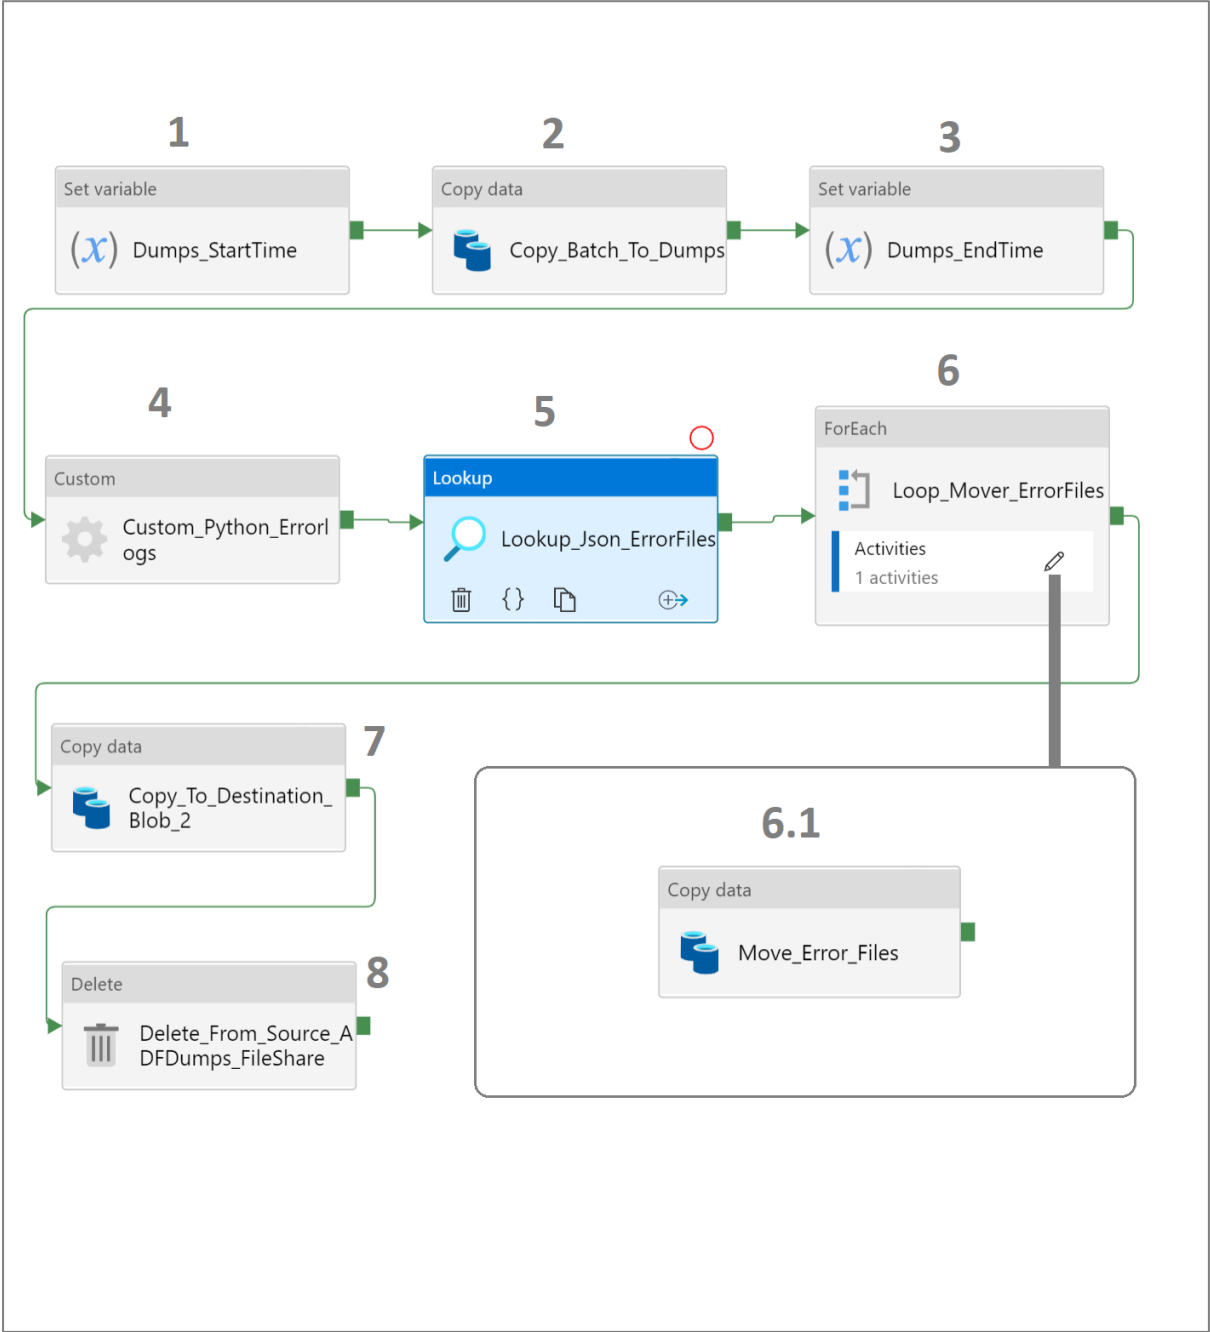 1
2
3
Set variable
(x) Dumps_StartTime
Copy data
Copy_Batch_To_Dumps
Set variable
(x) Dumps_EndTime
4
5
6
Custom
Custom_Python_Errorl
ogs
Lookup
Lookup_Json_ErrorFiles
{}
ForEach
Loop_Mover_ErrorFiles
Activities
1 activities
7
Copy data
Copy_To_Destination_
Blob_2
8
Delete
Delete_From_Source_A
DFDumps_FileShare
6.1
Copy data
Move_Error_Files